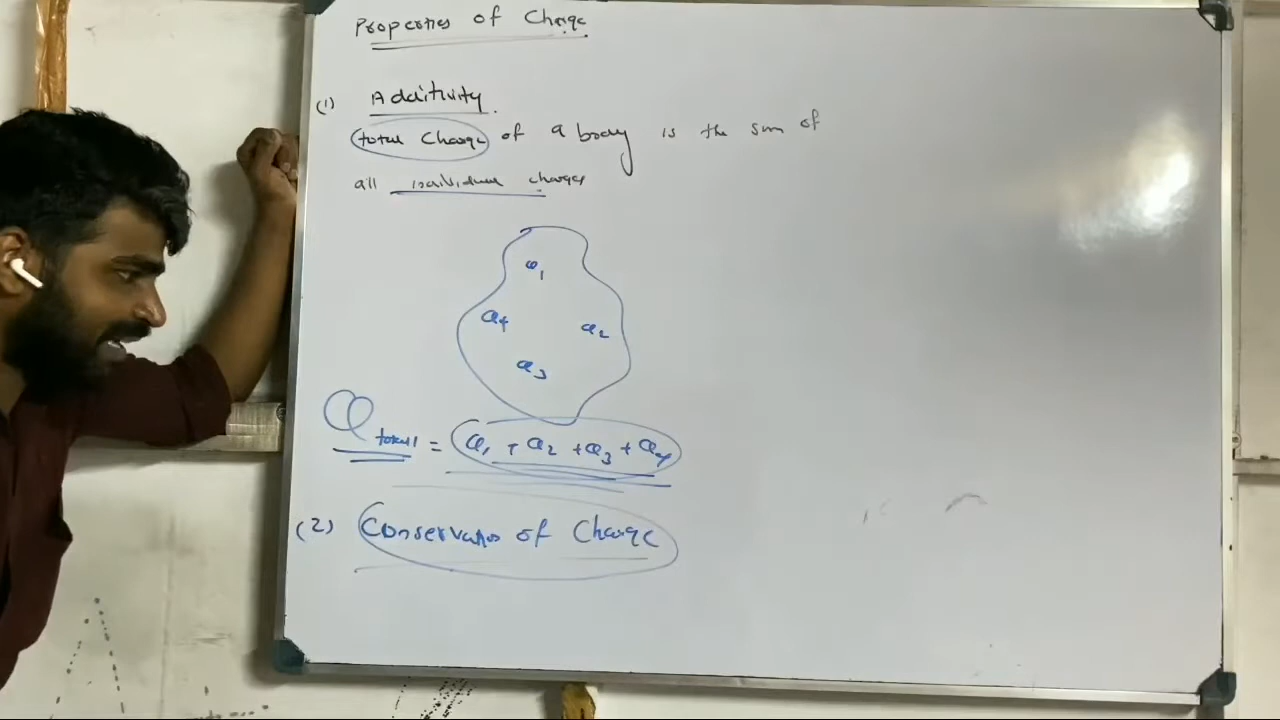 Properties of Charge
(1) Additivity
total Charge of a body is the sum of
all individual charges
Q1
Q4 Q2
Q3
Q total = Q1 + Q2 + Q3 + Q4
(2) Conservation of Charge